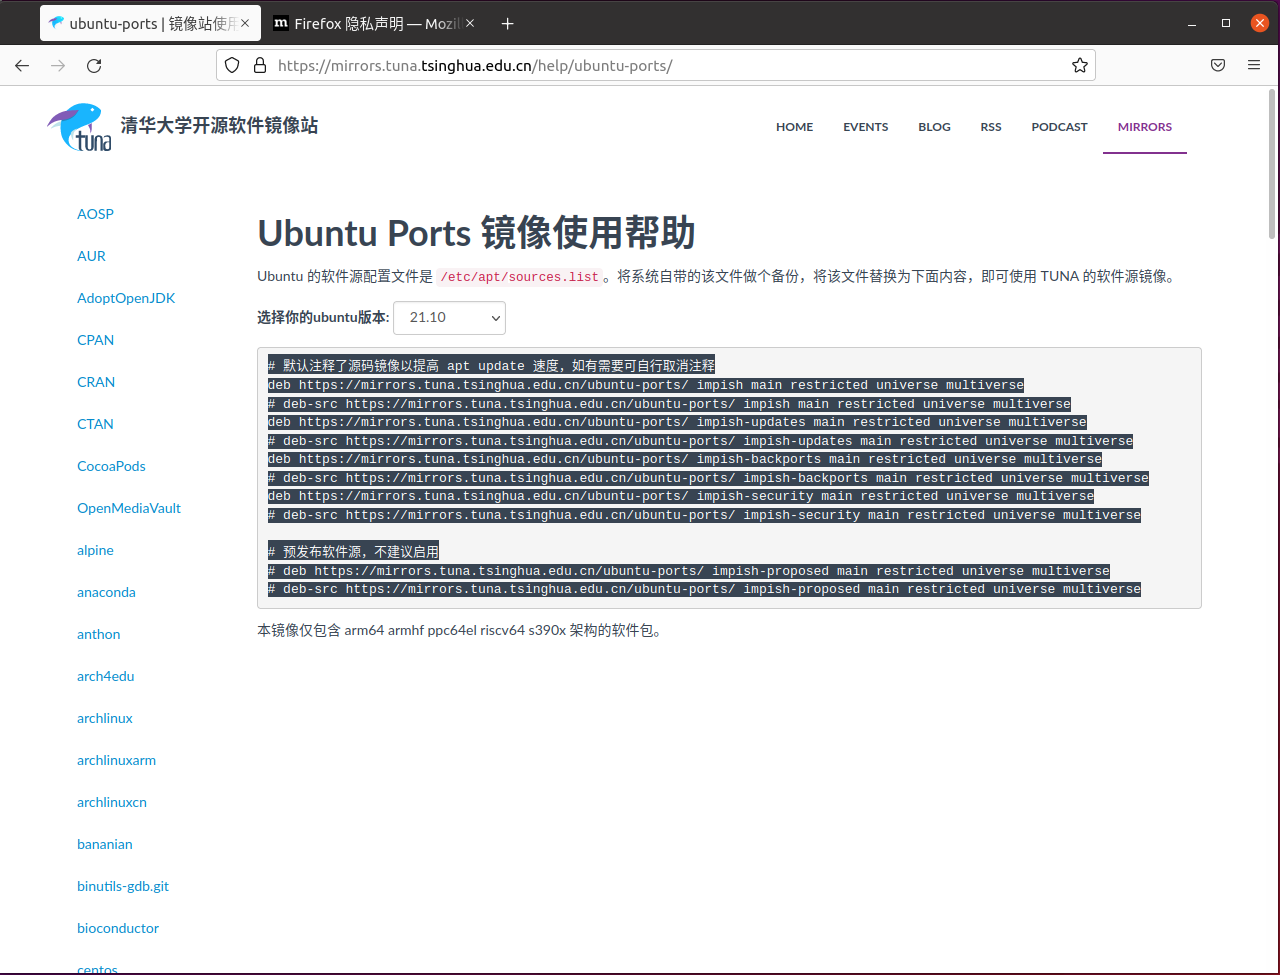 ubuntu-ports | 镜像站使用
Firefox 隐私声明 — Mozil
https://mirrors.tuna.tsinghua.edu.cn/help/ubuntu-ports/
tuna
清华大学开源软件镜像站
HOME EVENTS BLOG RSS PODCAST MIRRORS
AOSP
AUR
AdoptOpenJDK
CPAN
CRAN
CTAN
CocoaPods
OpenMediaVault
alpine
anaconda
anthon
arch4edu
archlinux
archlinuxarm
archlinuxcn
bananian
binutils-gdb.git
bioconductor
centos
Ubuntu Ports 镜像使用帮助
Ubuntu 的软件源配置文件是 /etc/apt/sources.list。将系统自带的该文件做个备份，将该文件替换为下面内容，即可使用 TUNA 的软件源镜像。
选择你的ubuntu版本: 21.10
# 默认注释了源码镜像以提高 apt update 速度，如有需要可自行取消注释
deb https://mirrors.tuna.tsinghua.edu.cn/ubuntu-ports/ impish main restricted universe multiverse
# deb-src https://mirrors.tuna.tsinghua.edu.cn/ubuntu-ports/ impish main restricted universe multiverse
deb https://mirrors.tuna.tsinghua.edu.cn/ubuntu-ports/ impish-updates main restricted universe multiverse
# deb-src https://mirrors.tuna.tsinghua.edu.cn/ubuntu-ports/ impish-updates main restricted universe multiverse
deb https://mirrors.tuna.tsinghua.edu.cn/ubuntu-ports/ impish-backports main restricted universe multiverse
# deb-src https://mirrors.tuna.tsinghua.edu.cn/ubuntu-ports/ impish-backports main restricted universe multiverse
deb https://mirrors.tuna.tsinghua.edu.cn/ubuntu-ports/ impish-security main restricted universe multiverse
# deb-src https://mirrors.tuna.tsinghua.edu.cn/ubuntu-ports/ impish-security main restricted universe multiverse
# 预发布软件源，不建议启用
# deb https://mirrors.tuna.tsinghua.edu.cn/ubuntu-ports/ impish-proposed main restricted universe multiverse
# deb-src https://mirrors.tuna.tsinghua.edu.cn/ubuntu-ports/ impish-proposed main restricted universe multiverse
本镜像仅包含 arm64 armhf ppc64el riscv64 s390x 架构的软件包。